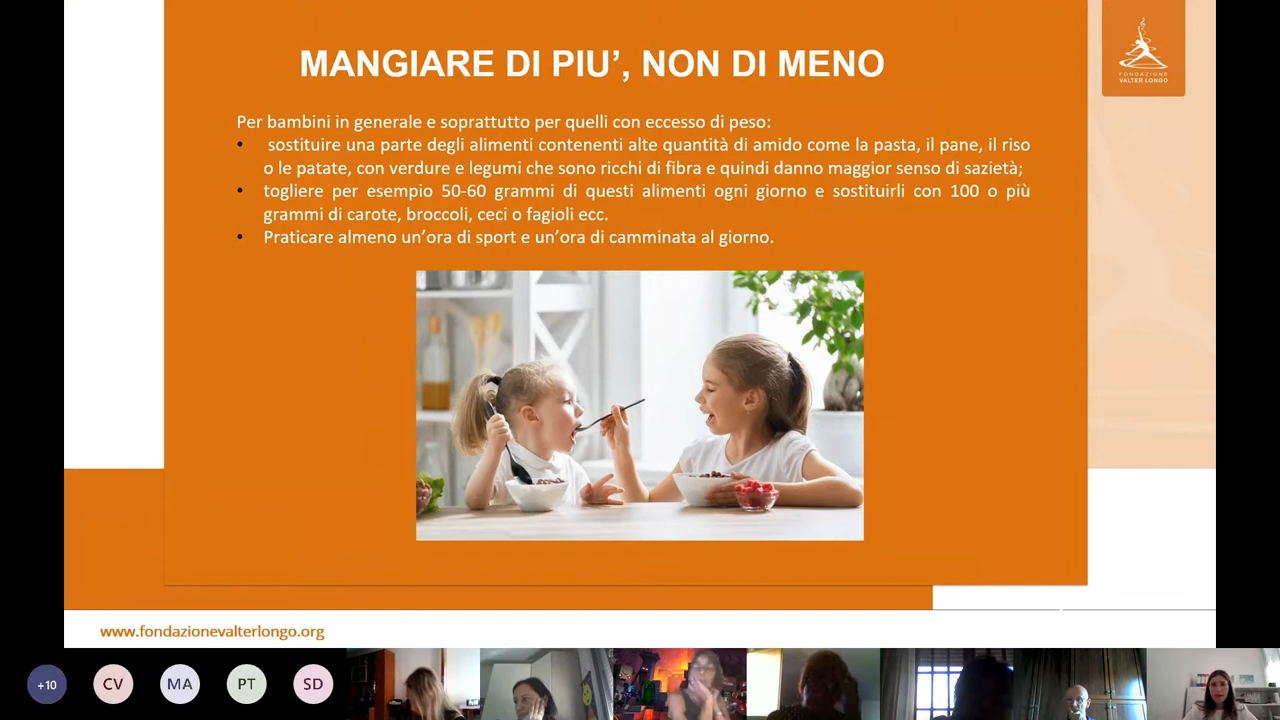 MANGIARE DI PIU’, NON DI MENO
FONDAZIONE
VALTER LONGO
Per bambini in generale e soprattutto per quelli con eccesso di peso:
• sostituire una parte degli alimenti contenenti alte quantità di amido come la pasta, il pane, il riso
o le patate, con verdure e legumi che sono ricchi di fibra e quindi danno maggior senso di sazietà;
• togliere per esempio 50-60 grammi di questi alimenti ogni giorno e sostituirli con 100 o più
grammi di carote, broccoli, ceci o fagioli ecc.
• Praticare almeno un’ora di sport e un’ora di camminata al giorno.
www.fondazionevalterlongo.org
+10
CV
MA
PT
SD